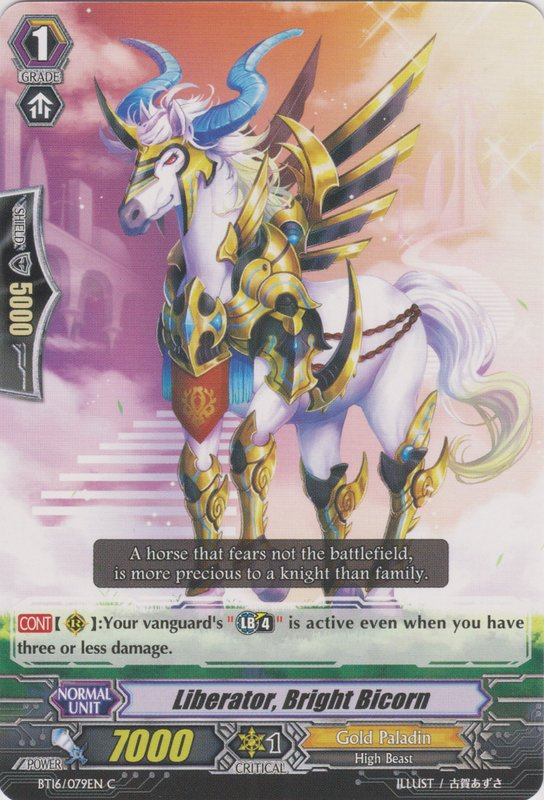 1
GRADE
SHIELD
5000
A horse that fears not the battlefield,
is more precious to a knight than family.
CONT【 】:Your vanguard's "LB4" is active even when you have
three or less damage.
NORMAL
UNIT
Liberator, Bright Bicorn
POWER
7000
1
CRITICAL
Gold Paladin
High Beast
BT16/079EN C
ILLUST / 古賀あずさ